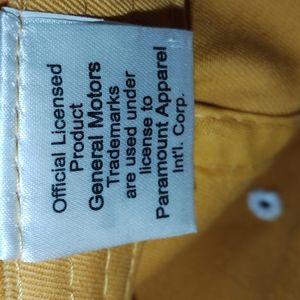 Official Licensed
Product
General Motors
Trademarks
are used under
license to
Paramount Apparel
Int'l. Corp.